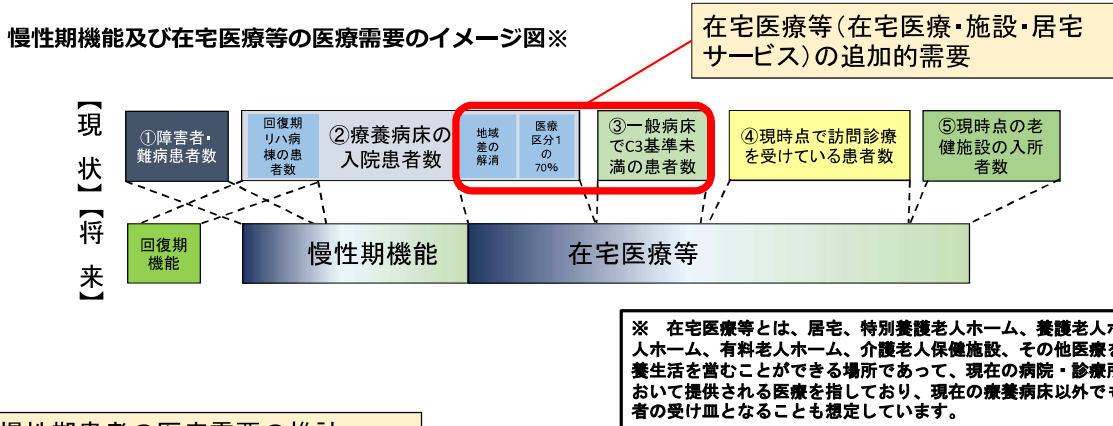 慢性期機能及び在宅医療等の医療需要のイメージ図※
在宅医療等(在宅医療・施設・居宅
サービス)の追加的需要
【現状】
①障害者・
難病患者数
回復期
リハ病
棟の患
者数
②療養病床の
入院患者数
地域
差の
解消
医療
区分1
の
70%
③一般病床
でC3基準未
満の患者数
④現時点で訪問診療
を受けている患者数
⑤現時点の老
健施設の入所
者数
【将来】
回復期
機能
慢性期機能
在宅医療等
※ 在宅医療等とは、居宅、特別養護老人ホーム、養護老人ホ
人ホーム、有料老人ホーム、介護老人保健施設、その他医療を
養生活を営むことができる場所であって、現在の病院・診療所
おいて提供される医療を指しており、現在の療養病床以外でも
者の受け皿となることも想定しています。